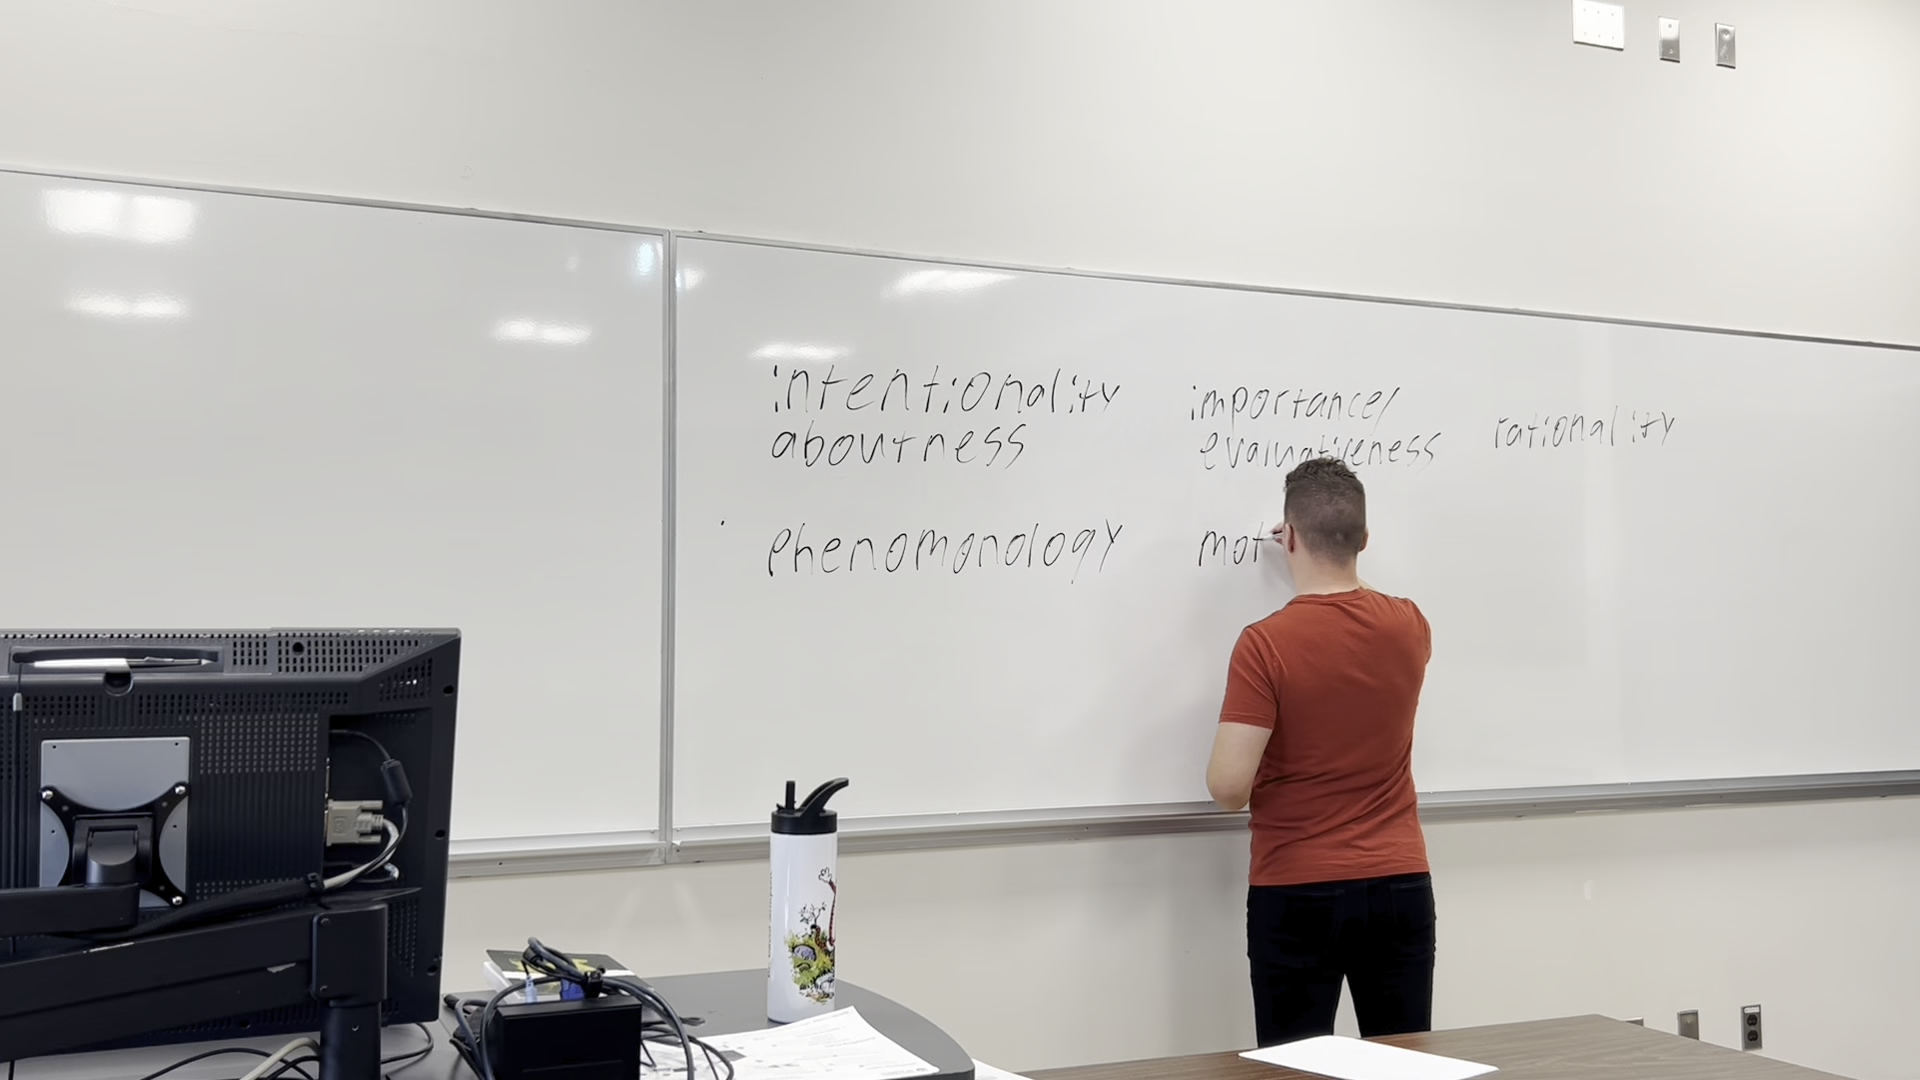 intentionality
aboutness
importance/
evaluativeness
rationality
phenomonology
mot